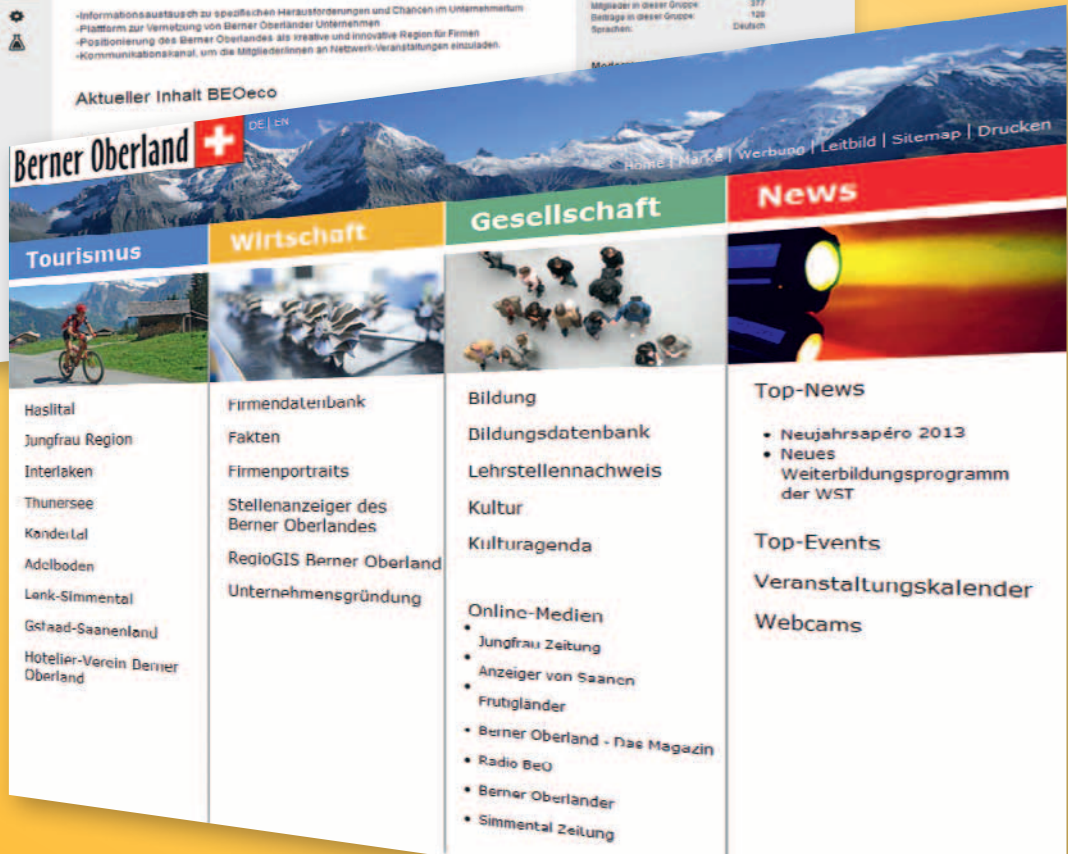 -Informationsaustausch zu spezifischen Herausforderungen und Chancen im Unternehmertum
-Plattform zur Vernetzung von Berner Oberländer Unternehmen
-Positionierung des Berner Oberlandes als kreative und innovative Region für Firmen
-Kommunikationskanal, um die Mitglieder/innen an Netzwerk-Veranstaltungen einzuladen.
Aktueller Inhalt BEOeco
Mitglieder in dieser Gruppe: 377
Beiträge in dieser Gruppe: 120
Sprachen: Deutsch
Berner Oberland
DE | EN
Home | Marke | Werbung | Leitbild | Sitemap | Drucken
Tourismus
Haslital
Jungfrau Region
Interlaken
Thunersee
Kandertal
Adelboden
Lenk-Simmental
Gstaad-Saanenland
Hotelier-Verein Berner
Oberland
Wirtschaft
Firmendatenbank
Fakten
Firmenportraits
Stellenanzeiger des
Berner Oberlandes
RegioGIS Berner Oberland
Unternehmensgründung
Gesellschaft
Bildung
Bildungsdatenbank
Lehrstellennachweis
Kultur
Kulturagenda
Online-Medien
Jungfrau Zeitung
Anzeiger von Saanen
Frutigländer
• Berner Oberland - Das Magazin
• Radio BeO
• Berner Oberländer
• Simmental Zeitung
News
Top-News
• Neujahrsapéro 2013
• Neues
Weiterbildungsprogramm
der WST
Top-Events
Veranstaltungskalender
Webcams